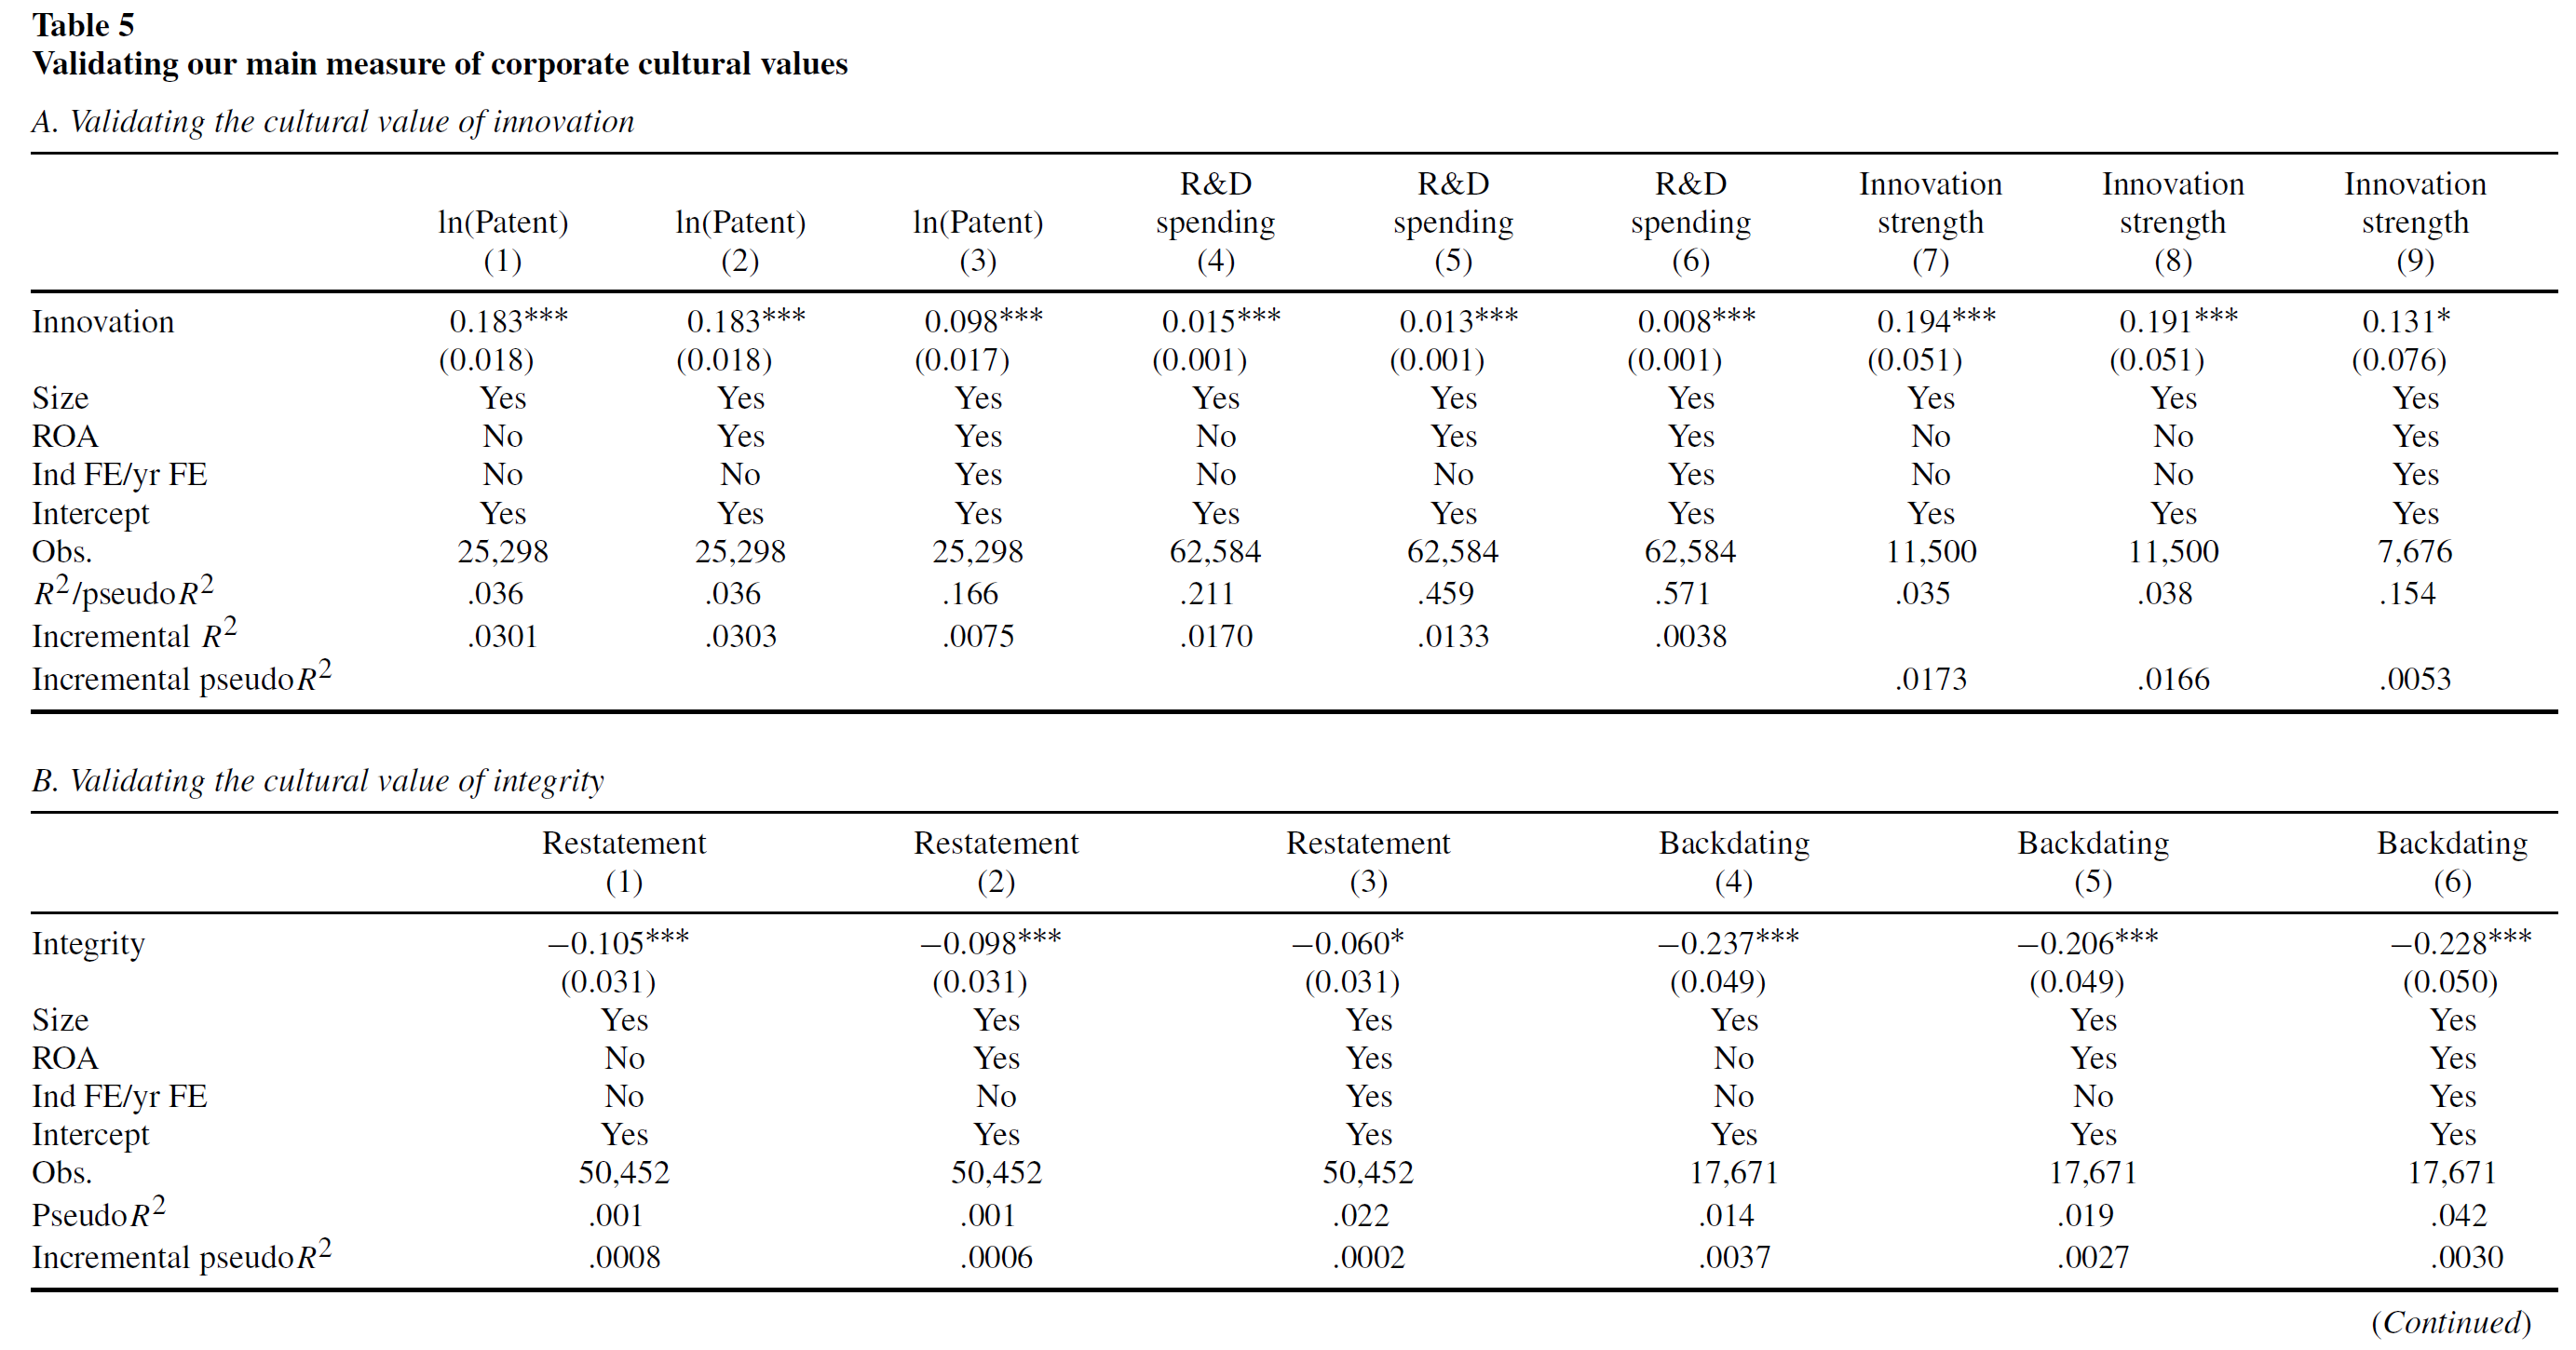 Table 5
Validating our main measure of corporate cultural values
A. Validating the cultural value of innovation
R&D R&D R&D Innovation Innovation Innovation
ln(Patent) ln(Patent) ln(Patent) spending spending spending strength strength strength
(1) (2) (3) (4) (5) (6) (7) (8) (9)
Innovation 0.183*** 0.183*** 0.098*** 0.015*** 0.013*** 0.008*** 0.194*** 0.191*** 0.131*
(0.018) (0.018) (0.017) (0.001) (0.001) (0.001) (0.051) (0.051) (0.076)
Size Yes Yes Yes Yes Yes Yes Yes Yes Yes
ROA No Yes Yes No Yes Yes No No Yes
Ind FE/yr FE No No Yes No No Yes No No Yes
Intercept Yes Yes Yes Yes Yes Yes Yes Yes Yes
Obs. 25,298 25,298 25,298 62,584 62,584 62,584 11,500 11,500 7,676
R²/pseudoR² .036 .036 .166 .211 .459 .571 .035 .038 .154
Incremental R² .0301 .0303 .0075 .0170 .0133 .0038
Incremental pseudoR² .0173 .0166 .0053
B. Validating the cultural value of integrity
Restatement Restatement Restatement Backdating Backdating Backdating
(1) (2) (3) (4) (5) (6)
Integrity −0.105*** −0.098*** −0.060* −0.237*** −0.206*** −0.228***
(0.031) (0.031) (0.031) (0.049) (0.049) (0.050)
Size Yes Yes Yes Yes Yes Yes
ROA No Yes Yes No Yes Yes
Ind FE/yr FE No No Yes No No Yes
Intercept Yes Yes Yes Yes Yes Yes
Obs. 50,452 50,452 50,452 17,671 17,671 17,671
PseudoR² .001 .001 .022 .014 .019 .042
Incremental pseudoR² .0008 .0006 .0002 .0037 .0027 .0030
(Continued)